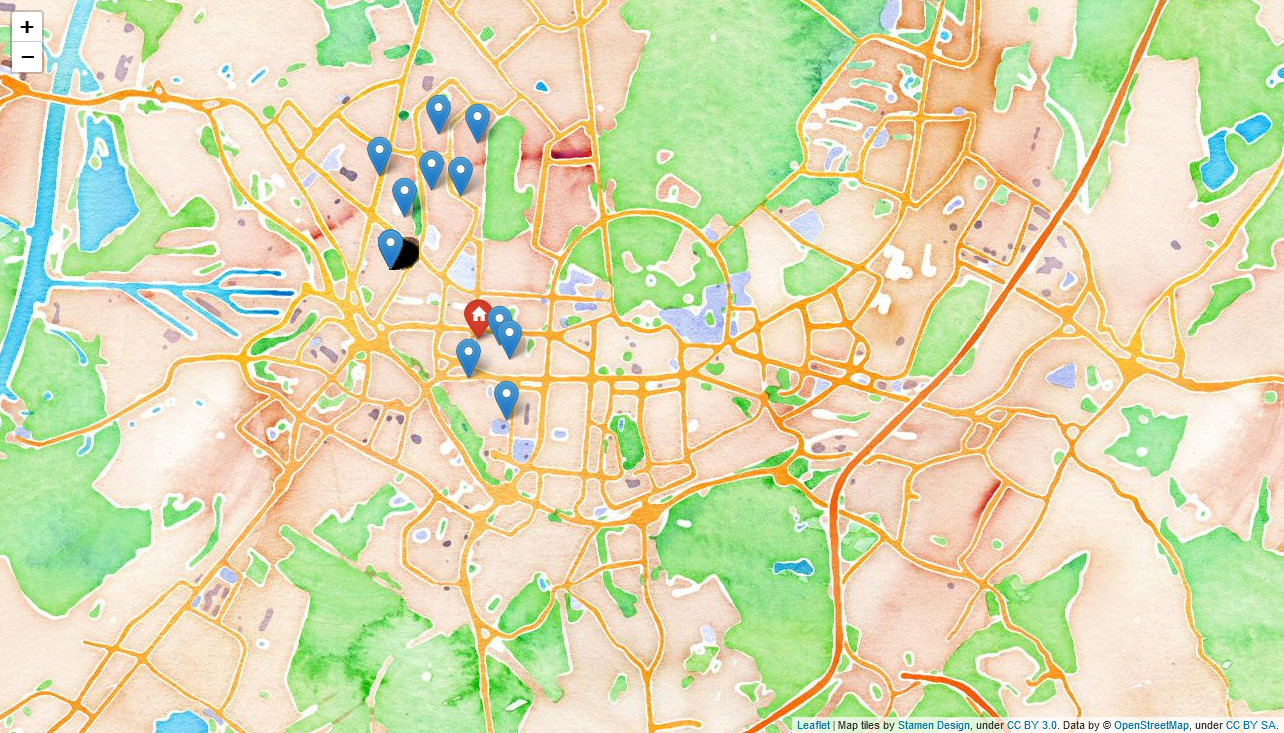 +
−
Leaflet | Map tiles by Stamen Design, under CC BY 3.0. Data by © OpenStreetMap, under CC BY SA.